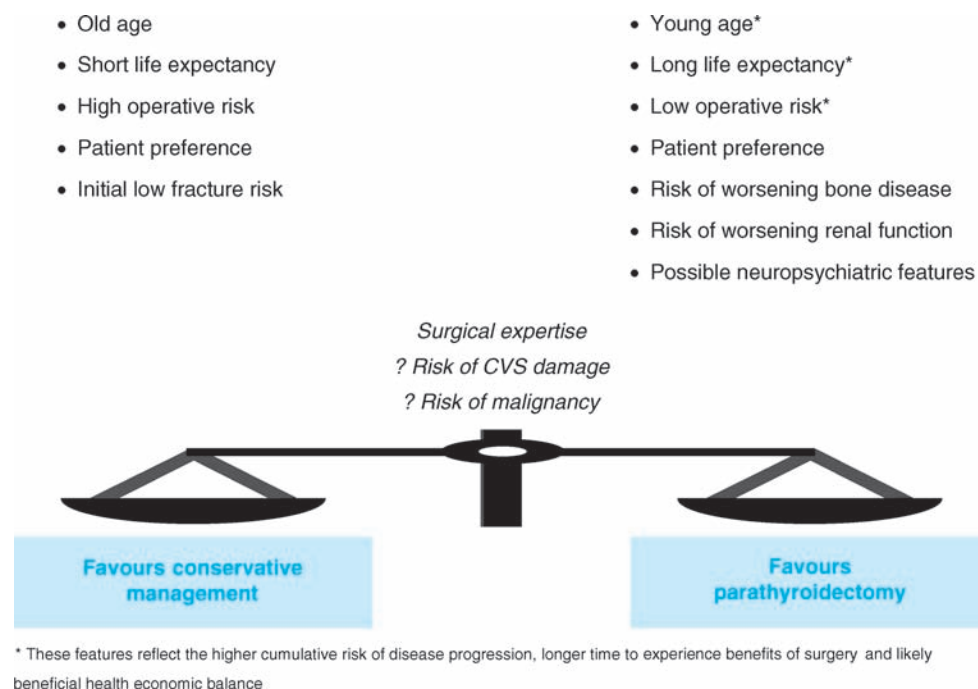 • Old age
• Short life expectancy
• High operative risk
• Patient preference
• Initial low fracture risk
• Young age*
• Long life expectancy*
• Low operative risk*
• Patient preference
• Risk of worsening bone disease
• Risk of worsening renal function
• Possible neuropsychiatric features
Surgical expertise
? Risk of CVS damage
? Risk of malignancy
Favours conservative
management
Favours
parathyroidectomy
* These features reflect the higher cumulative risk of disease progression, longer time to experience benefits of surgery and likely
beneficial health economic balance